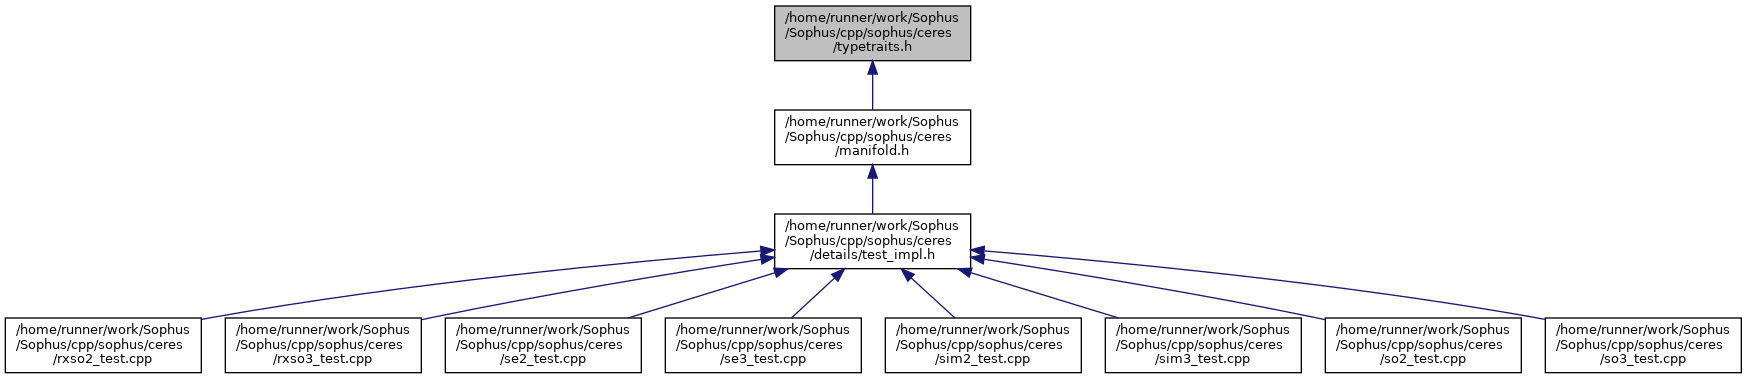 /home/runner/work/Sophus
/Sophus/cpp/sophus/ceres
/typetraits.h
/home/runner/work/Sophus
/Sophus/cpp/sophus/ceres
/manifold.h
/home/runner/work/Sophus
/Sophus/cpp/sophus/ceres
/details/test_impl.h
/home/runner/work/Sophus
/Sophus/cpp/sophus/ceres
/rxso2_test.cpp
/home/runner/work/Sophus
/Sophus/cpp/sophus/ceres
/rxso3_test.cpp
/home/runner/work/Sophus
/Sophus/cpp/sophus/ceres
/se2_test.cpp
/home/runner/work/Sophus
/Sophus/cpp/sophus/ceres
/se3_test.cpp
/home/runner/work/Sophus
/Sophus/cpp/sophus/ceres
/sim2_test.cpp
/home/runner/work/Sophus
/Sophus/cpp/sophus/ceres
/sim3_test.cpp
/home/runner/work/Sophus
/Sophus/cpp/sophus/ceres
/so2_test.cpp
/home/runner/work/Sophus
/Sophus/cpp/sophus/ceres
/so3_test.cpp